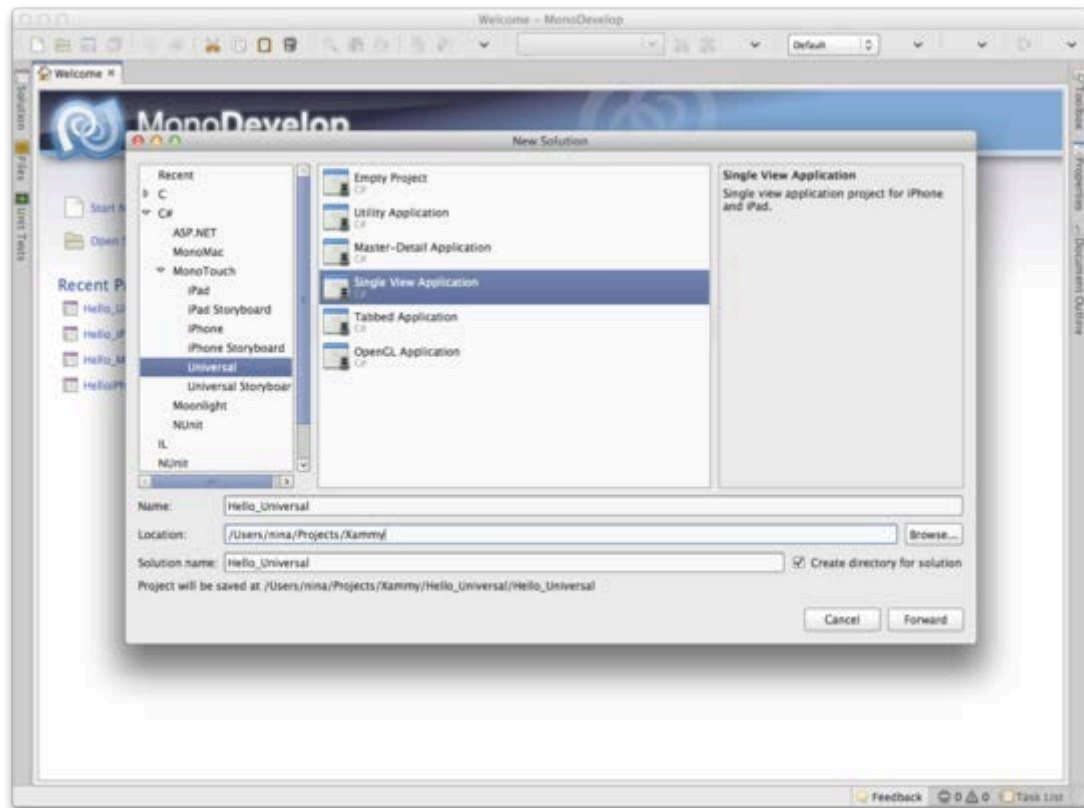 Welcome – MonoDevelop
Default
Welcome
Solution
Files
Unit Tests
Toolbox
Properties
Document Outline
MonoDevelop
Start
Open
Recent
New Solution
Recent
C
C#
ASP.NET
MonoMac
MonoTouch
iPad
iPad Storyboard
iPhone
iPhone Storyboard
Universal
Universal Storyboar
Moonlight
NUnit
IL
NUnit
Empty Project
C#
Utility Application
C#
Master-Detail Application
C#
Single View Application
C#
Tabbed Application
C#
OpenGL Application
C#
Single View Application
Single view application project for iPhone
and iPad.
Name: Hello_Universal
Location: /Users/nina/Projects/Xammy
Browse...
Solution name: Hello_Universal
Create directory for solution
Project will be saved at /Users/nina/Projects/Xammy/Hello_Universal/Hello_Universal
Cancel
Forward
Feedback
0
0
Task List